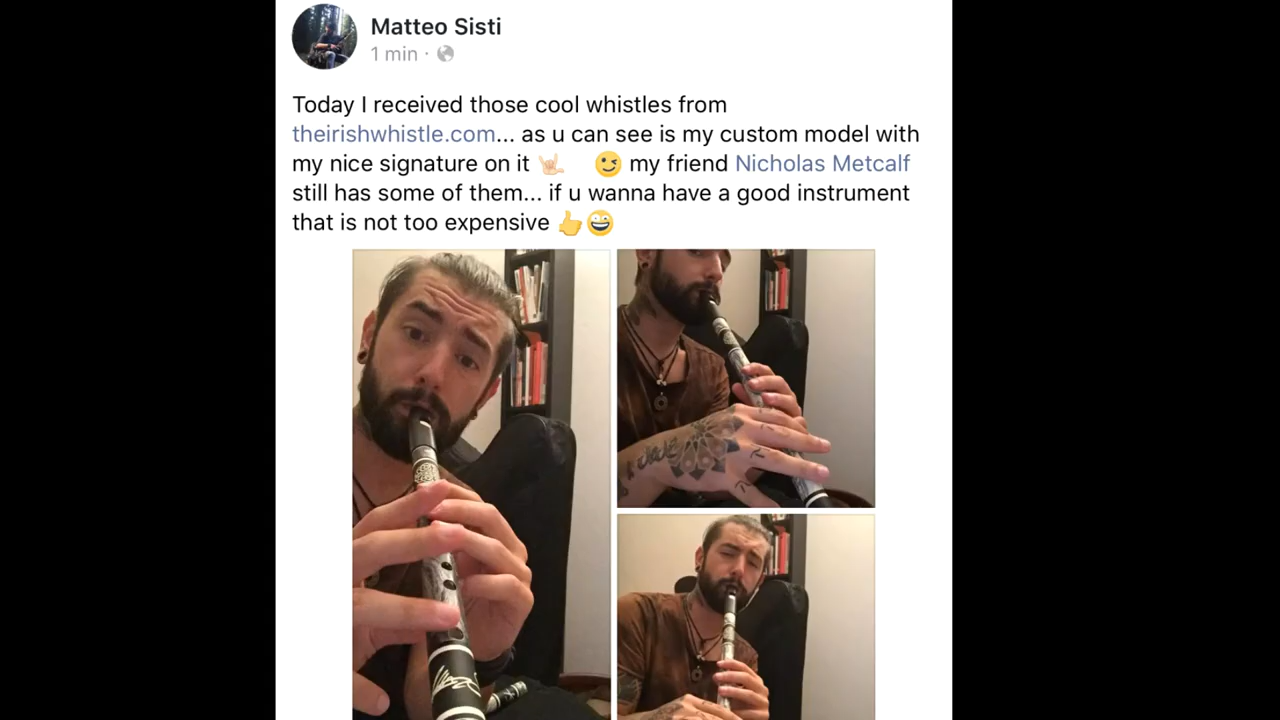 Matteo Sisti
1 min ·
Today I received those cool whistles from
theirishwhistle.com... as u can see is my custom model with
my nice signature on it 🤟🏻 😉 my friend Nicholas Metcalf
still has some of them... if u wanna have a good instrument
that is not too expensive 👍🤪